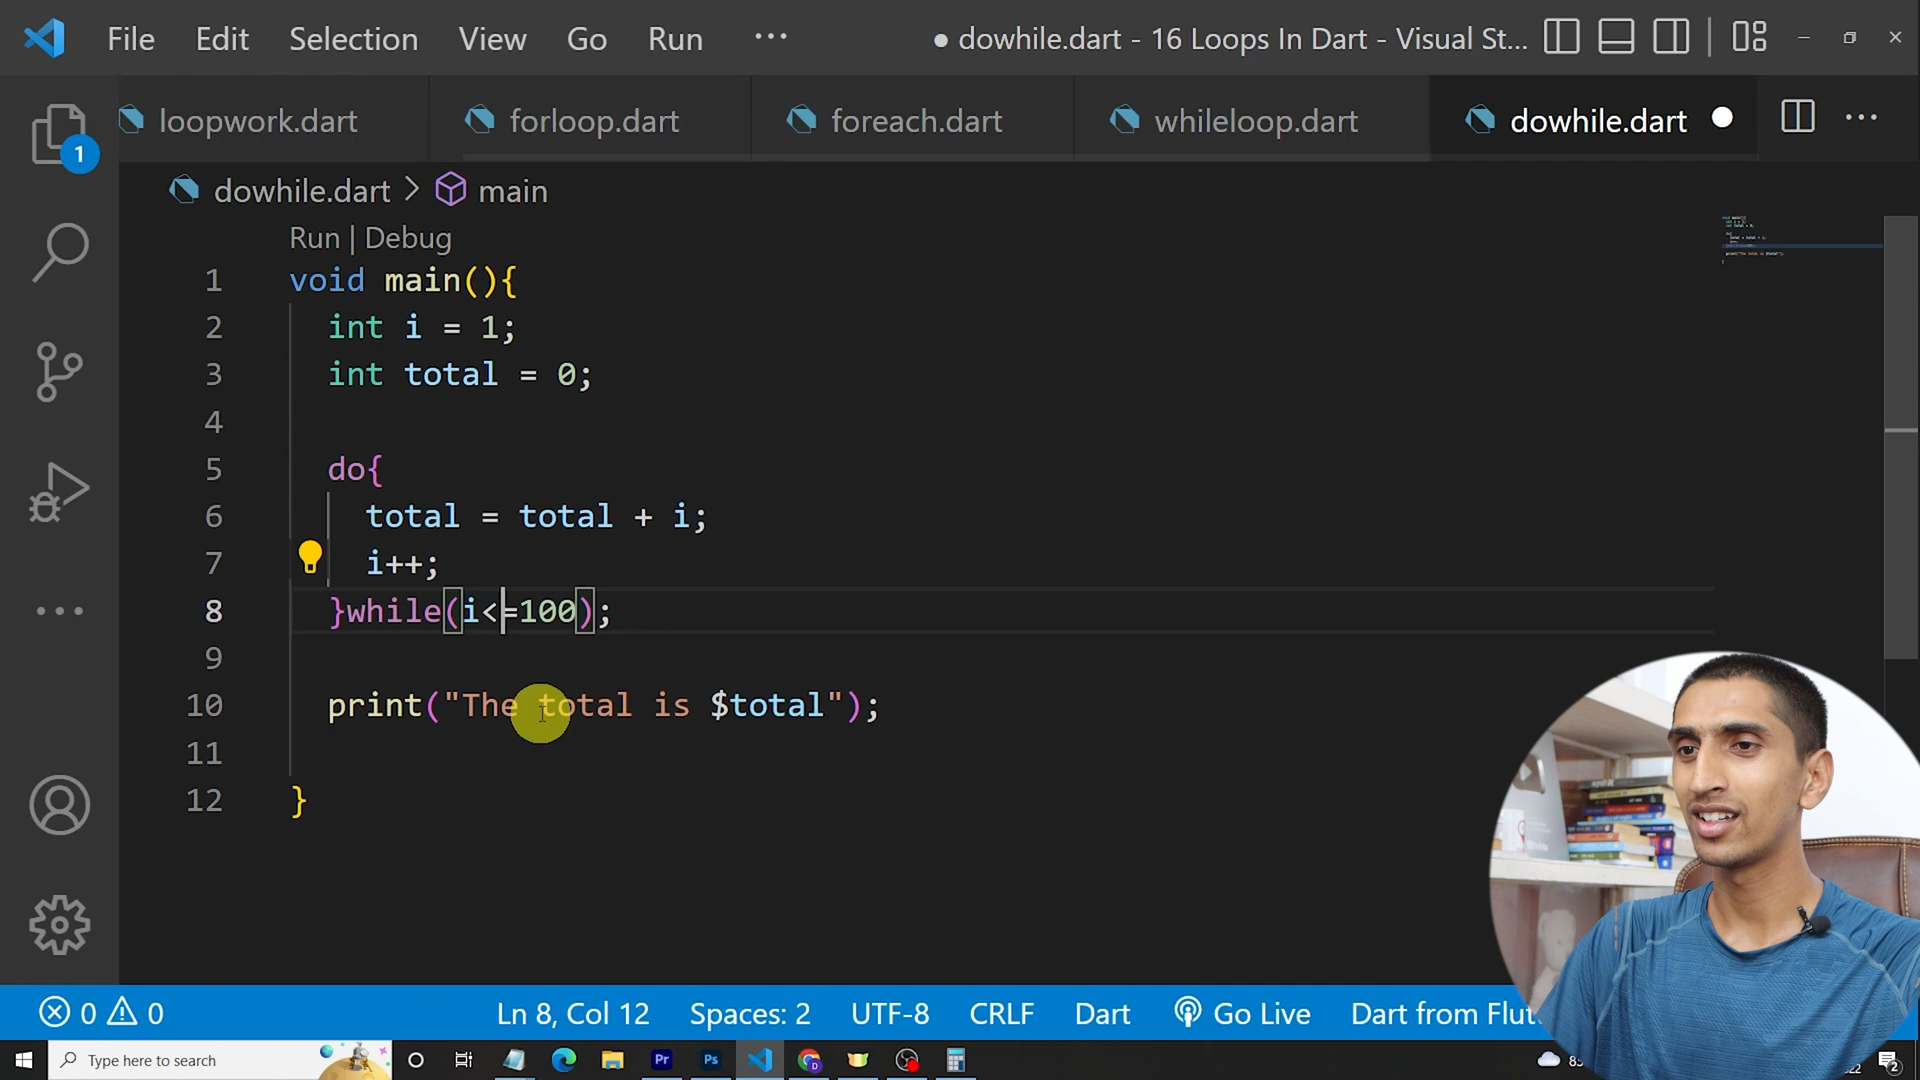 File Edit Selection View Go Run ···
● dowhile.dart - 16 Loops In Dart - Visual St...
loopwork.dart forloop.dart foreach.dart whileloop.dart dowhile.dart
1
dowhile.dart > main
Run | Debug
1 void main(){
2 int i = 1;
3 int total = 0;
4
5 do{
6 total = total + i;
7 i++;
8 }while(i<=100);
9
10 print("The total is $total");
11
12 }
0 0 Ln 8, Col 12 Spaces: 2 UTF-8 CRLF Dart Go Live Dart from Flut
Type here to search Pr Ps 2